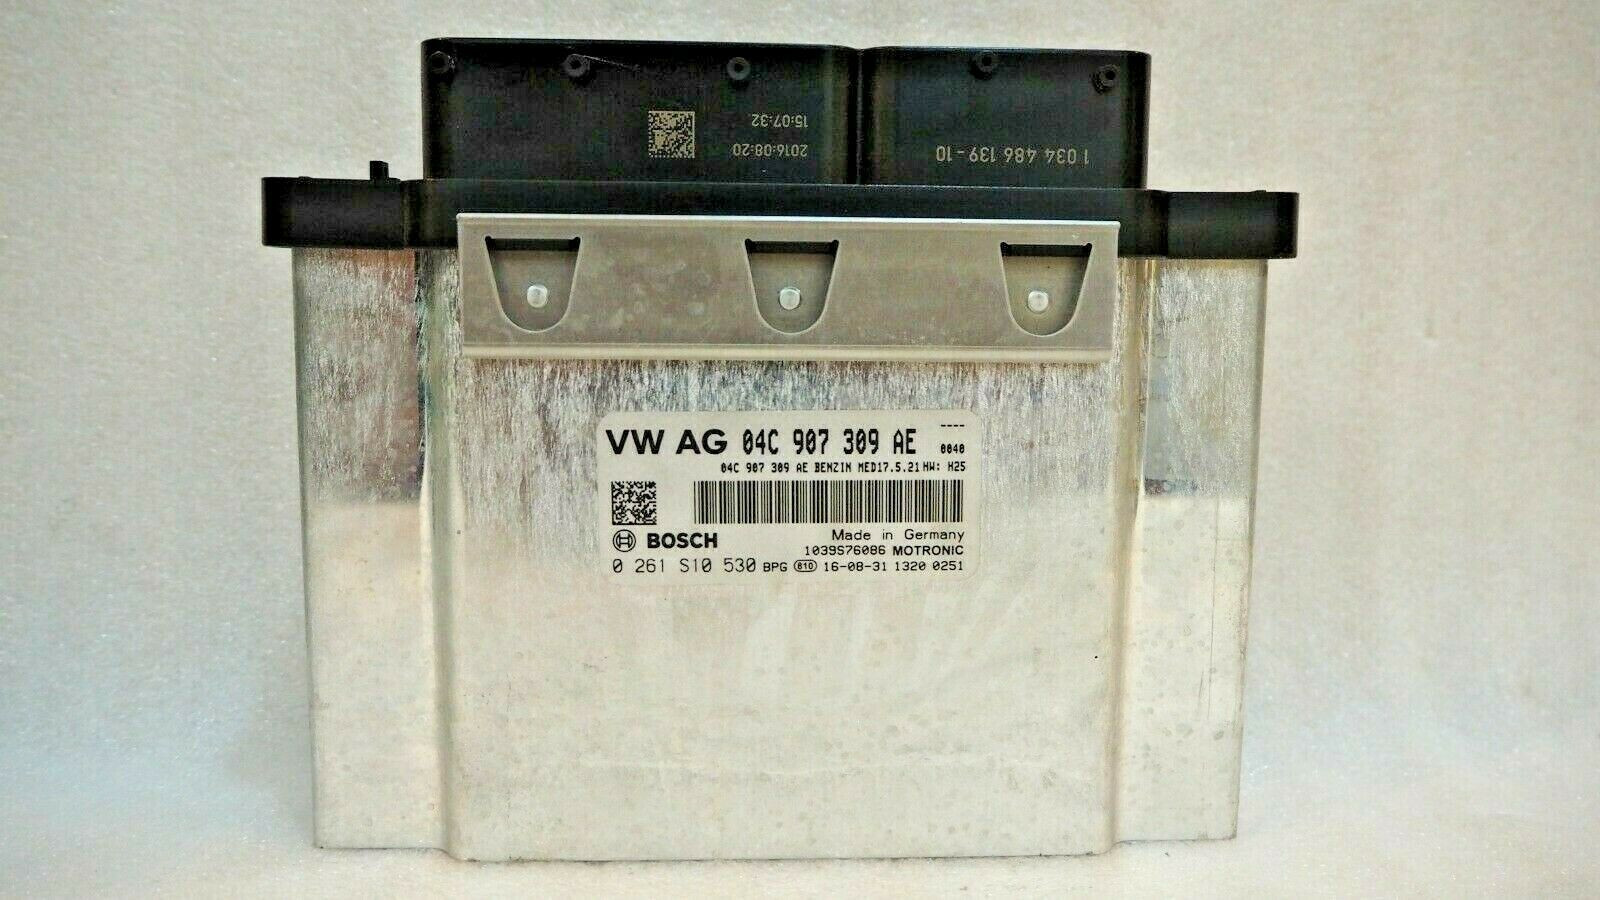 15:07:32
2016:08:20
1 034 486 139-10
VW AG 04C 907 309 AE ----
0040
04C 907 309 AE BENZIN MED17.5.21 HW: H25
BOSCH
Made in Germany
1039S76086 MOTRONIC
0 261 S10 530 BPG 810 16-08-31 1320 0251